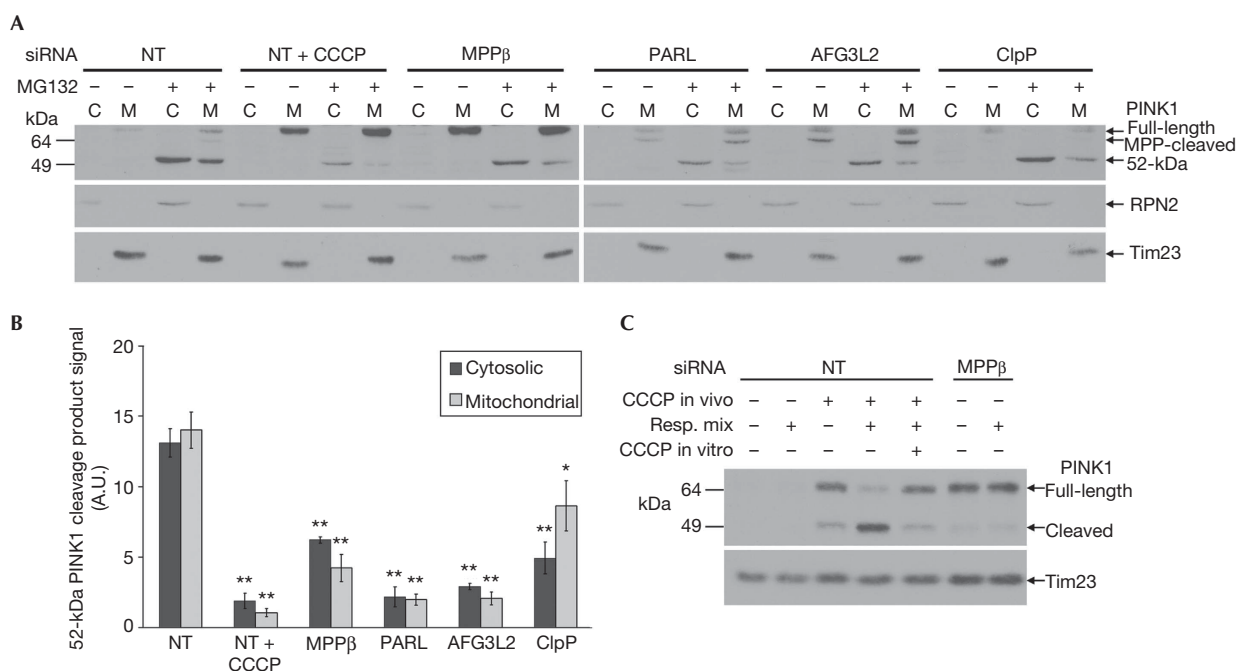 A
siRNA NT NT + CCCP MPPβ PARL AFG3L2 ClpP
MG132 – – + + – – + + – – + + – – + + – – + + – – + +
C M C M C M C M C M C M C M C M C M C M C M C M PINK1
kDa
Full-length
64
MPP-cleaved
49
52-kDa
RPN2
Tim23
B
52-kDa PINK1 cleavage product signal
(A.U.)
20
15
10
5
0
Cytosolic
Mitochondrial
** ** ** ** ** ** ** ** ** *
NT NT + CCCP MPPβ PARL AFG3L2 ClpP
C
siRNA NT MPPβ
CCCP in vivo – – + + + – –
Resp. mix – + – + + – +
CCCP in vitro – – – – + – –
PINK1
64 Full-length
kDa
49 Cleaved
Tim23